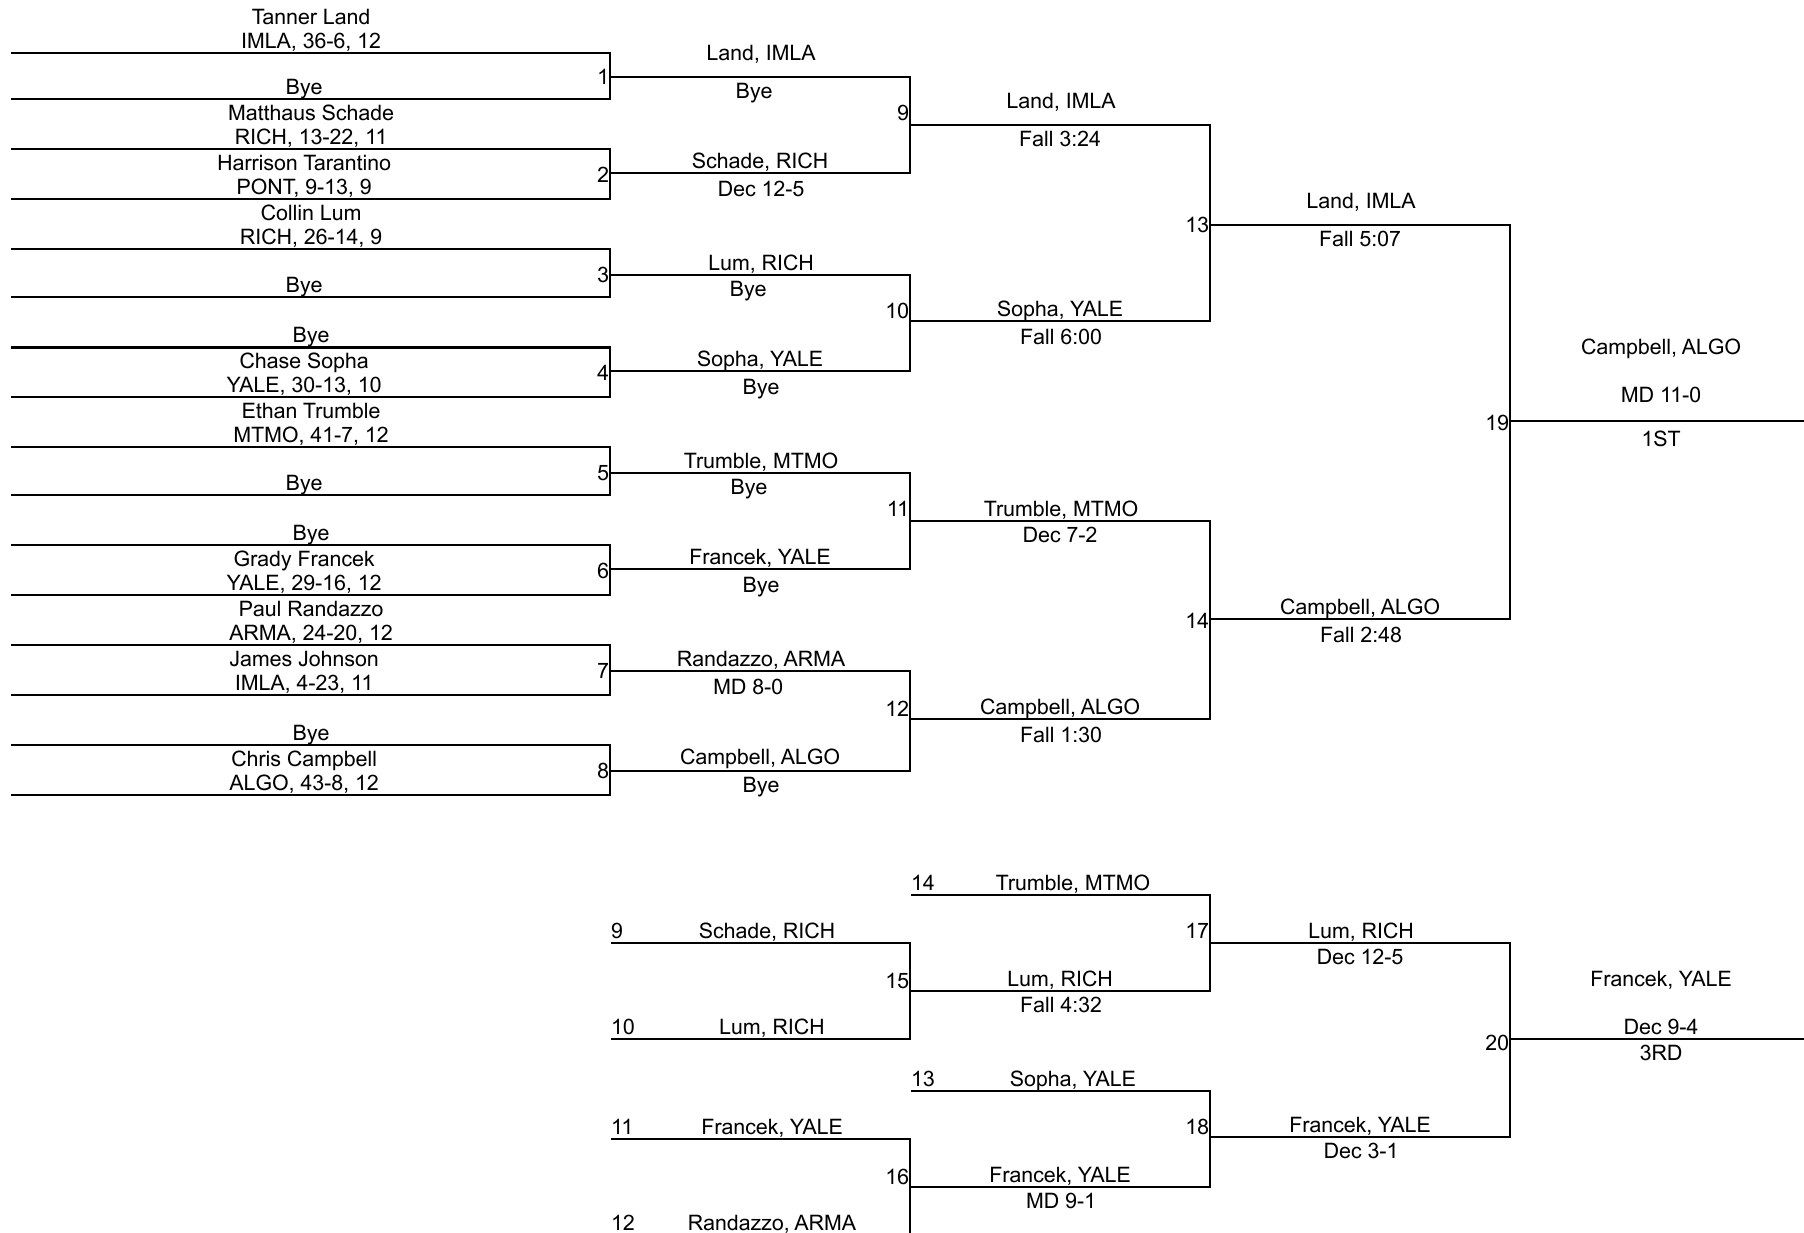 Tanner Land
IMLA, 36-6, 12
Bye
1
Matthaus Schade
RICH, 13-22, 11
Harrison Tarantino
PONT, 9-13, 9
2
Collin Lum
RICH, 26-14, 9
Bye
3
Bye
Chase Sopha
YALE, 30-13, 10
4
Ethan Trumble
MTMO, 41-7, 12
Bye
5
Bye
Grady Francek
YALE, 29-16, 12
6
Paul Randazzo
ARMA, 24-20, 12
James Johnson
IMLA, 4-23, 11
7
Bye
Chris Campbell
ALGO, 43-8, 12
8
Land, IMLA
Bye
9
Schade, RICH
Dec 12-5
Lum, RICH
Bye
10
Sopha, YALE
Bye
Trumble, MTMO
Bye
11
Francek, YALE
Bye
Randazzo, ARMA
MD 8-0
12
Campbell, ALGO
Bye
Land, IMLA
Fall 3:24
13
Sopha, YALE
Fall 6:00
Trumble, MTMO
Dec 7-2
14
Campbell, ALGO
Fall 1:30
Land, IMLA
Fall 5:07
19
Campbell, ALGO
Fall 2:48
Campbell, ALGO
MD 11-0
1ST
14 Trumble, MTMO
9 Schade, RICH
17
Lum, RICH
Dec 12-5
15
Lum, RICH
Fall 4:32
10 Lum, RICH
20
Francek, YALE
Dec 9-4
3RD
13 Sopha, YALE
11 Francek, YALE
18
Francek, YALE
Dec 3-1
16
Francek, YALE
MD 9-1
12 Randazzo, ARMA